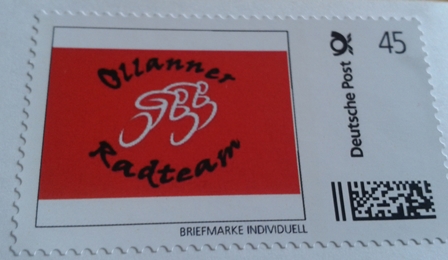 Ollanner
Radteam
Deutsche Post
45
BRIEFMARKE INDIVIDUELL